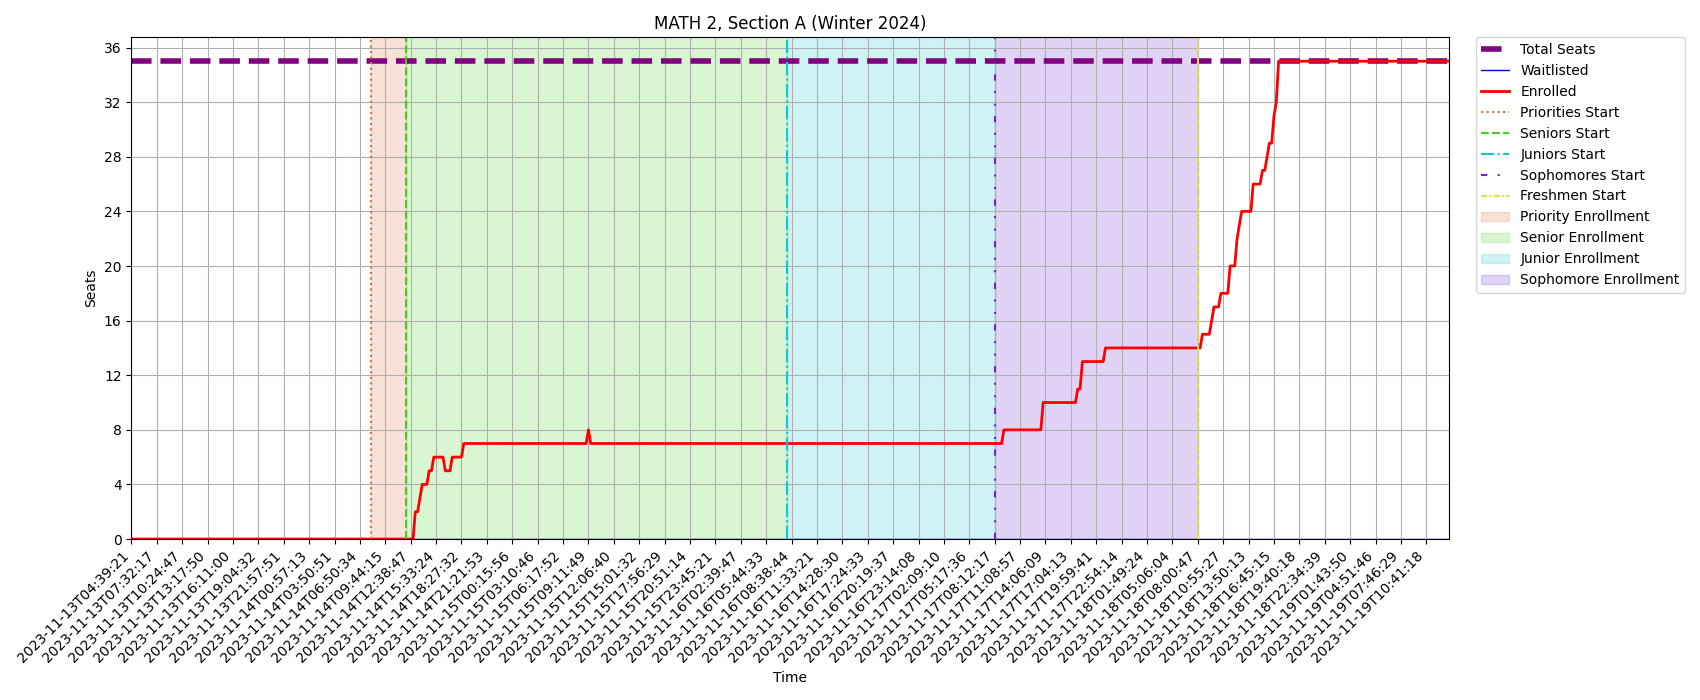 MATH 2, Section A (Winter 2024)
Seats
36
32
28
24
20
16
12
8
4
0
2023-11-13T04:39:21
2023-11-13T07:32:17
2023-11-13T10:24:47
2023-11-13T13:17:50
2023-11-13T16:11:00
2023-11-13T19:04:32
2023-11-13T21:57:51
2023-11-14T00:57:13
2023-11-14T03:50:51
2023-11-14T06:50:34
2023-11-14T09:44:15
2023-11-14T12:38:47
2023-11-14T15:33:24
2023-11-14T18:27:32
2023-11-14T21:21:53
2023-11-15T00:15:56
2023-11-15T03:10:46
2023-11-15T06:17:52
2023-11-15T09:11:49
2023-11-15T12:06:40
2023-11-15T15:01:32
2023-11-15T17:56:29
2023-11-15T20:51:14
2023-11-15T23:45:21
2023-11-16T02:39:47
2023-11-16T05:44:33
2023-11-16T08:38:44
2023-11-16T11:33:21
2023-11-16T14:28:30
2023-11-16T17:24:33
2023-11-16T20:19:37
2023-11-16T23:14:08
2023-11-17T02:09:10
2023-11-17T05:17:36
2023-11-17T08:12:17
2023-11-17T11:08:57
2023-11-17T14:06:09
2023-11-17T17:04:13
2023-11-17T19:59:41
2023-11-17T22:54:14
2023-11-18T01:49:24
2023-11-18T05:06:04
2023-11-18T08:00:47
2023-11-18T10:55:27
2023-11-18T13:50:13
2023-11-18T16:45:15
2023-11-18T19:40:18
2023-11-18T22:34:39
2023-11-19T01:43:50
2023-11-19T04:51:46
2023-11-19T07:46:29
2023-11-19T10:41:18
Time
Total Seats
Waitlisted
Enrolled
Priorities Start
Seniors Start
Juniors Start
Sophomores Start
Freshmen Start
Priority Enrollment
Senior Enrollment
Junior Enrollment
Sophomore Enrollment